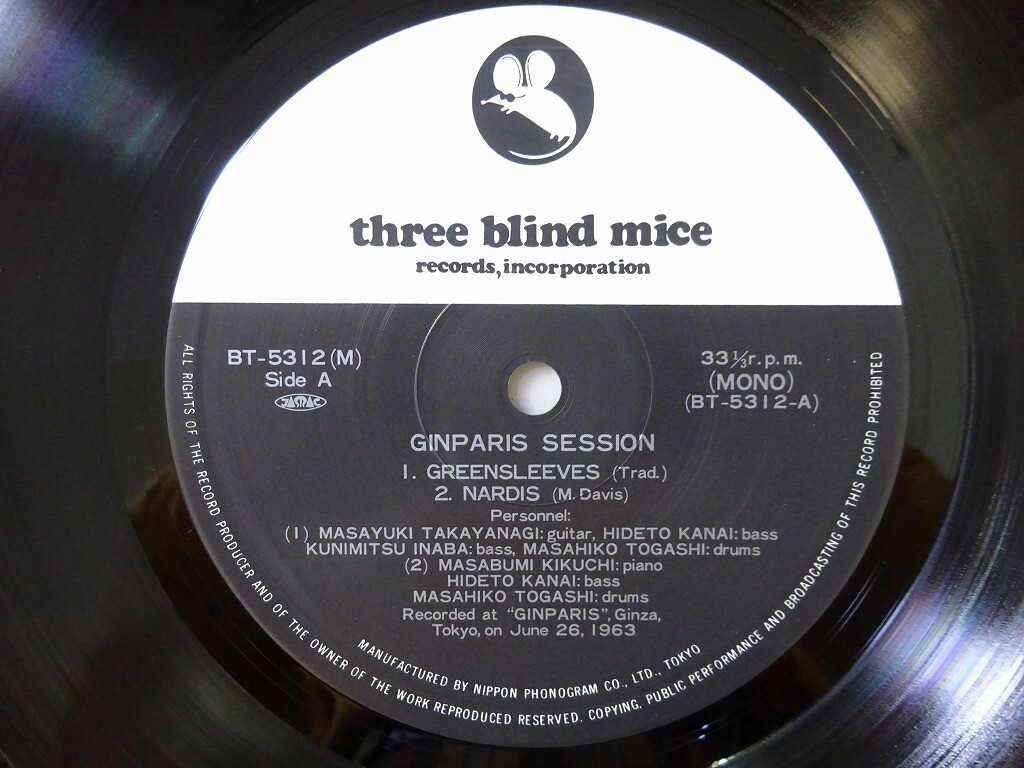 three blind mice
records, incorporation
BT-5312(M)
Side A
JASRAC
33⅓r.p.m.
(MONO)
(BT-5312-A)
GINPARIS SESSION
1. GREENSLEEVES (Trad.)
2. NARDIS (M. Davis)
Personnel:
(1) MASAYUKI TAKAYANAGI: guitar, HIDETO KANAI: bass
KUNIMITSU INABA: bass, MASAHIKO TOGASHI: drums
(2) MASABUMI KIKUCHI: piano
HIDETO KANAI: bass
MASAHIKO TOGASHI: drums
Recorded at "GINPARIS", Ginza,
Tokyo, on June 26, 1963
MANUFACTURED BY NIPPON PHONOGRAM CO., LTD., TOKYO
ALL RIGHTS OF THE RECORD PRODUCER AND OF THE OWNER OF THE WORK REPRODUCED RESERVED. COPYING, PUBLIC PERFORMANCE AND BROADCASTING OF THIS RECORD PROHIBITED